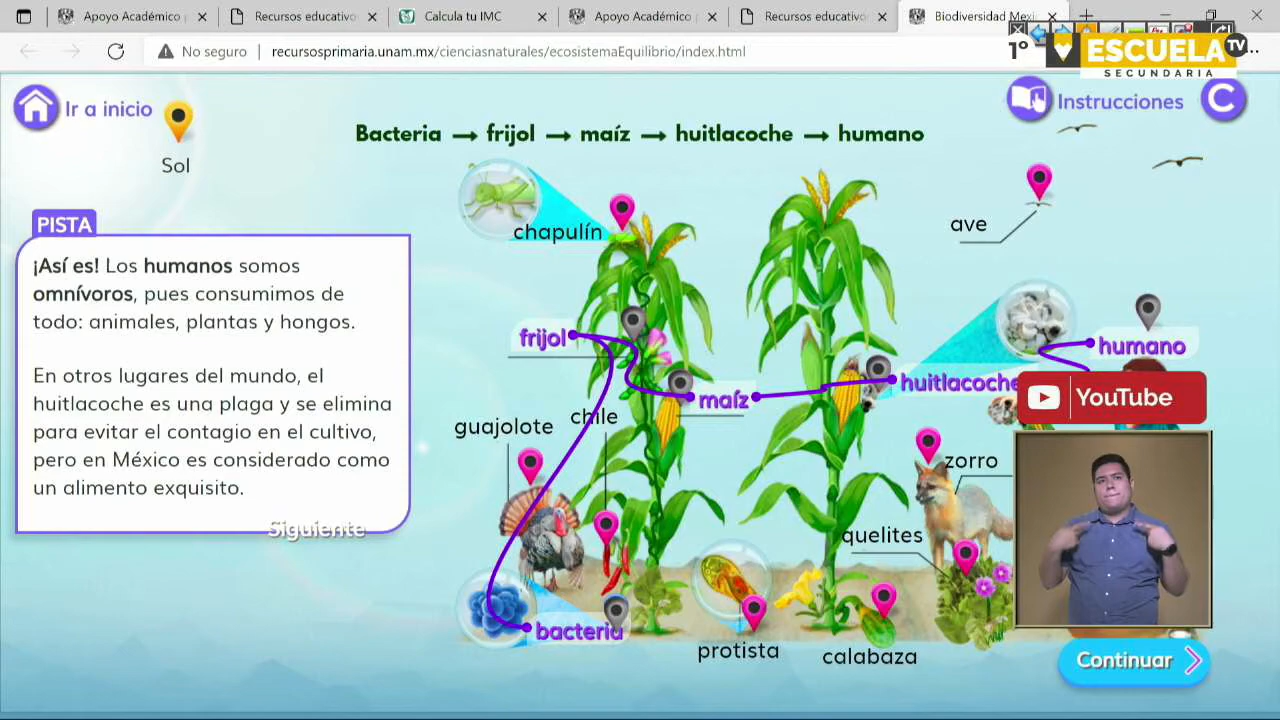 Apoyo Académico
Recursos educativo
Calcula tu IMC
Apoyo Académico
Recursos educativo
Biodiversidad Mexi
No seguro
recursosprimaria.unam.mx/cienciasnaturales/ecosistemaEquilibrio/index.html
1° ESCUELA TV
SECUNDARIA
Ir a inicio
Sol
Instrucciones
C
Bacteria → frijol → maíz → huitlacoche → humano
PISTA
¡Así es! Los humanos somos
omnívoros, pues consumimos de
todo: animales, plantas y hongos.
En otros lugares del mundo, el
huitlacoche es una plaga y se elimina
para evitar el contagio en el cultivo,
pero en México es considerado como
un alimento exquisito.
Siguiente
chapulín
ave
frijol
humano
huitlacoche
maíz
YouTube
chile
guajolote
zorro
quelites
bacteria
protista
calabaza
Continuar